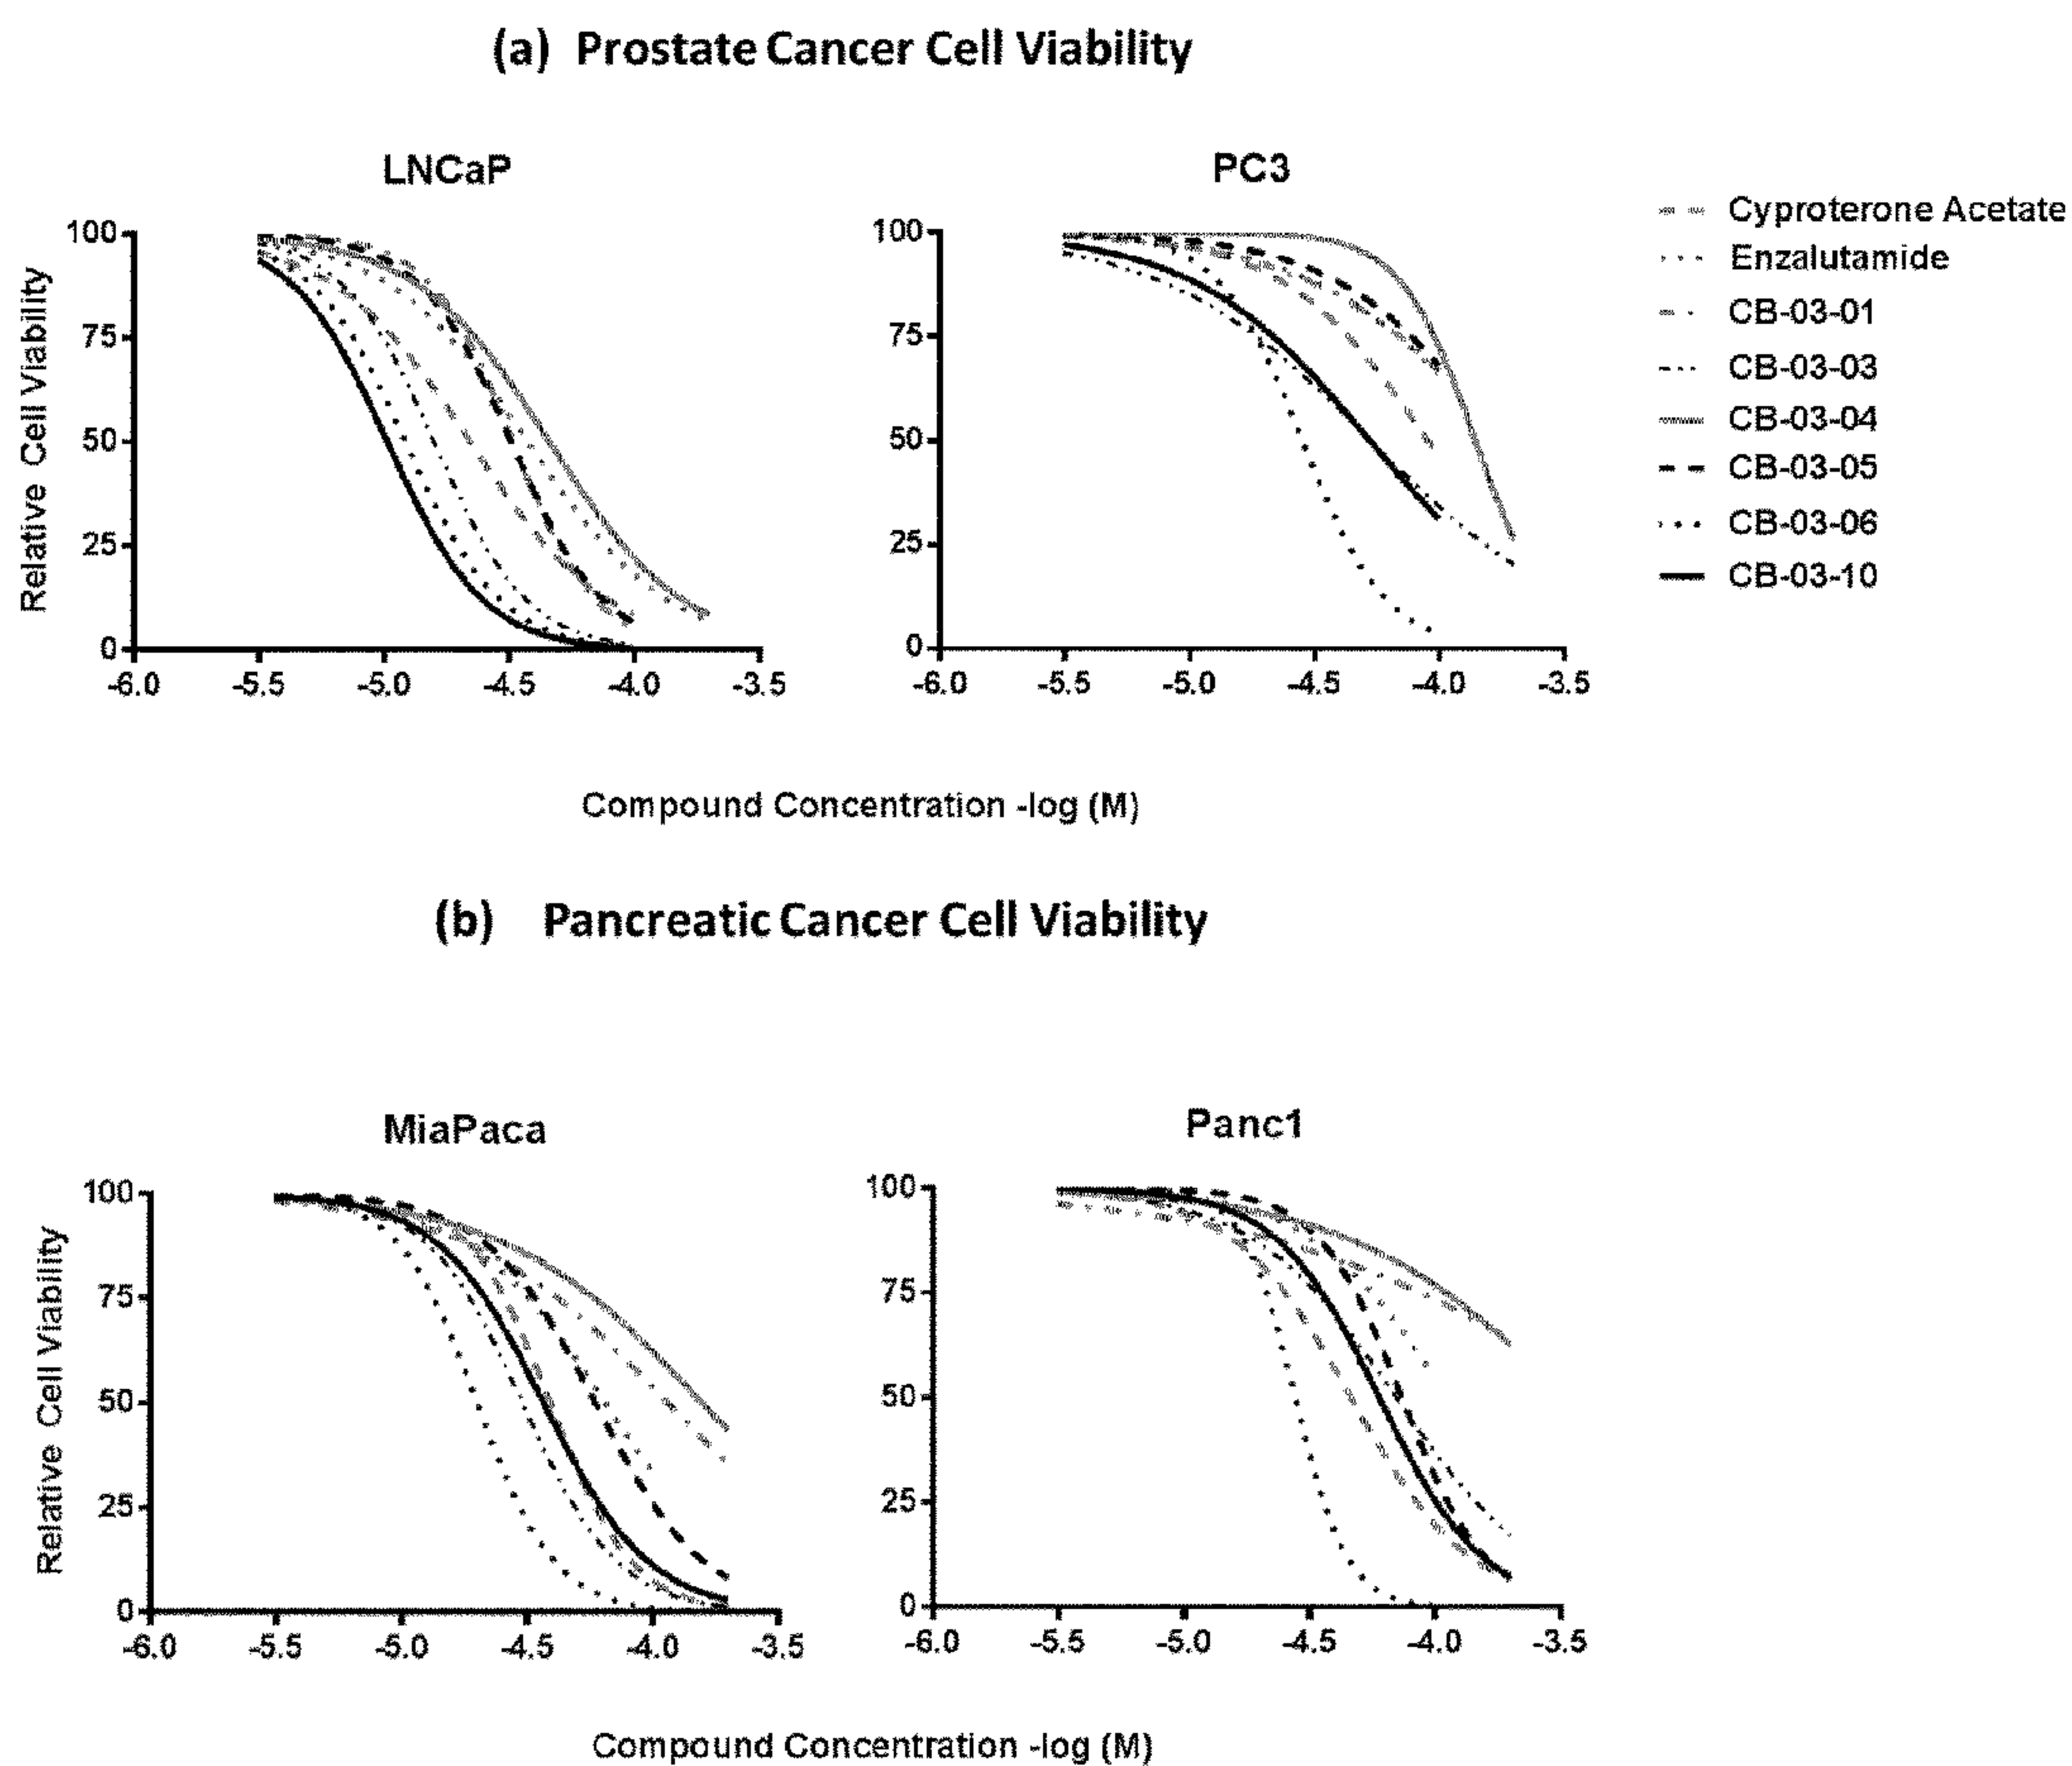 (a) Prostate Cancer Cell Viability
LNCaP
PC3
Relative Cell Viability
100
75
50
25
0
-6.0 -5.5 -5.0 -4.5 -4.0 -3.5
100
75
50
25
0
-6.0 -5.5 -5.0 -4.5 -4.0 -3.5
Cyproterone Acetate
Enzalutamide
CB-03-01
CB-03-03
CB-03-04
CB-03-05
CB-03-06
CB-03-10
Compound Concentration -log (M)
(b) Pancreatic Cancer Cell Viability
MiaPaca
Panc1
Relative Cell Viability
100
75
50
25
0
-6.0 -5.5 -5.0 -4.5 -4.0 -3.5
100
75
50
25
0
-6.0 -5.5 -5.0 -4.5 -4.0 -3.5
Compound Concentration -log (M)